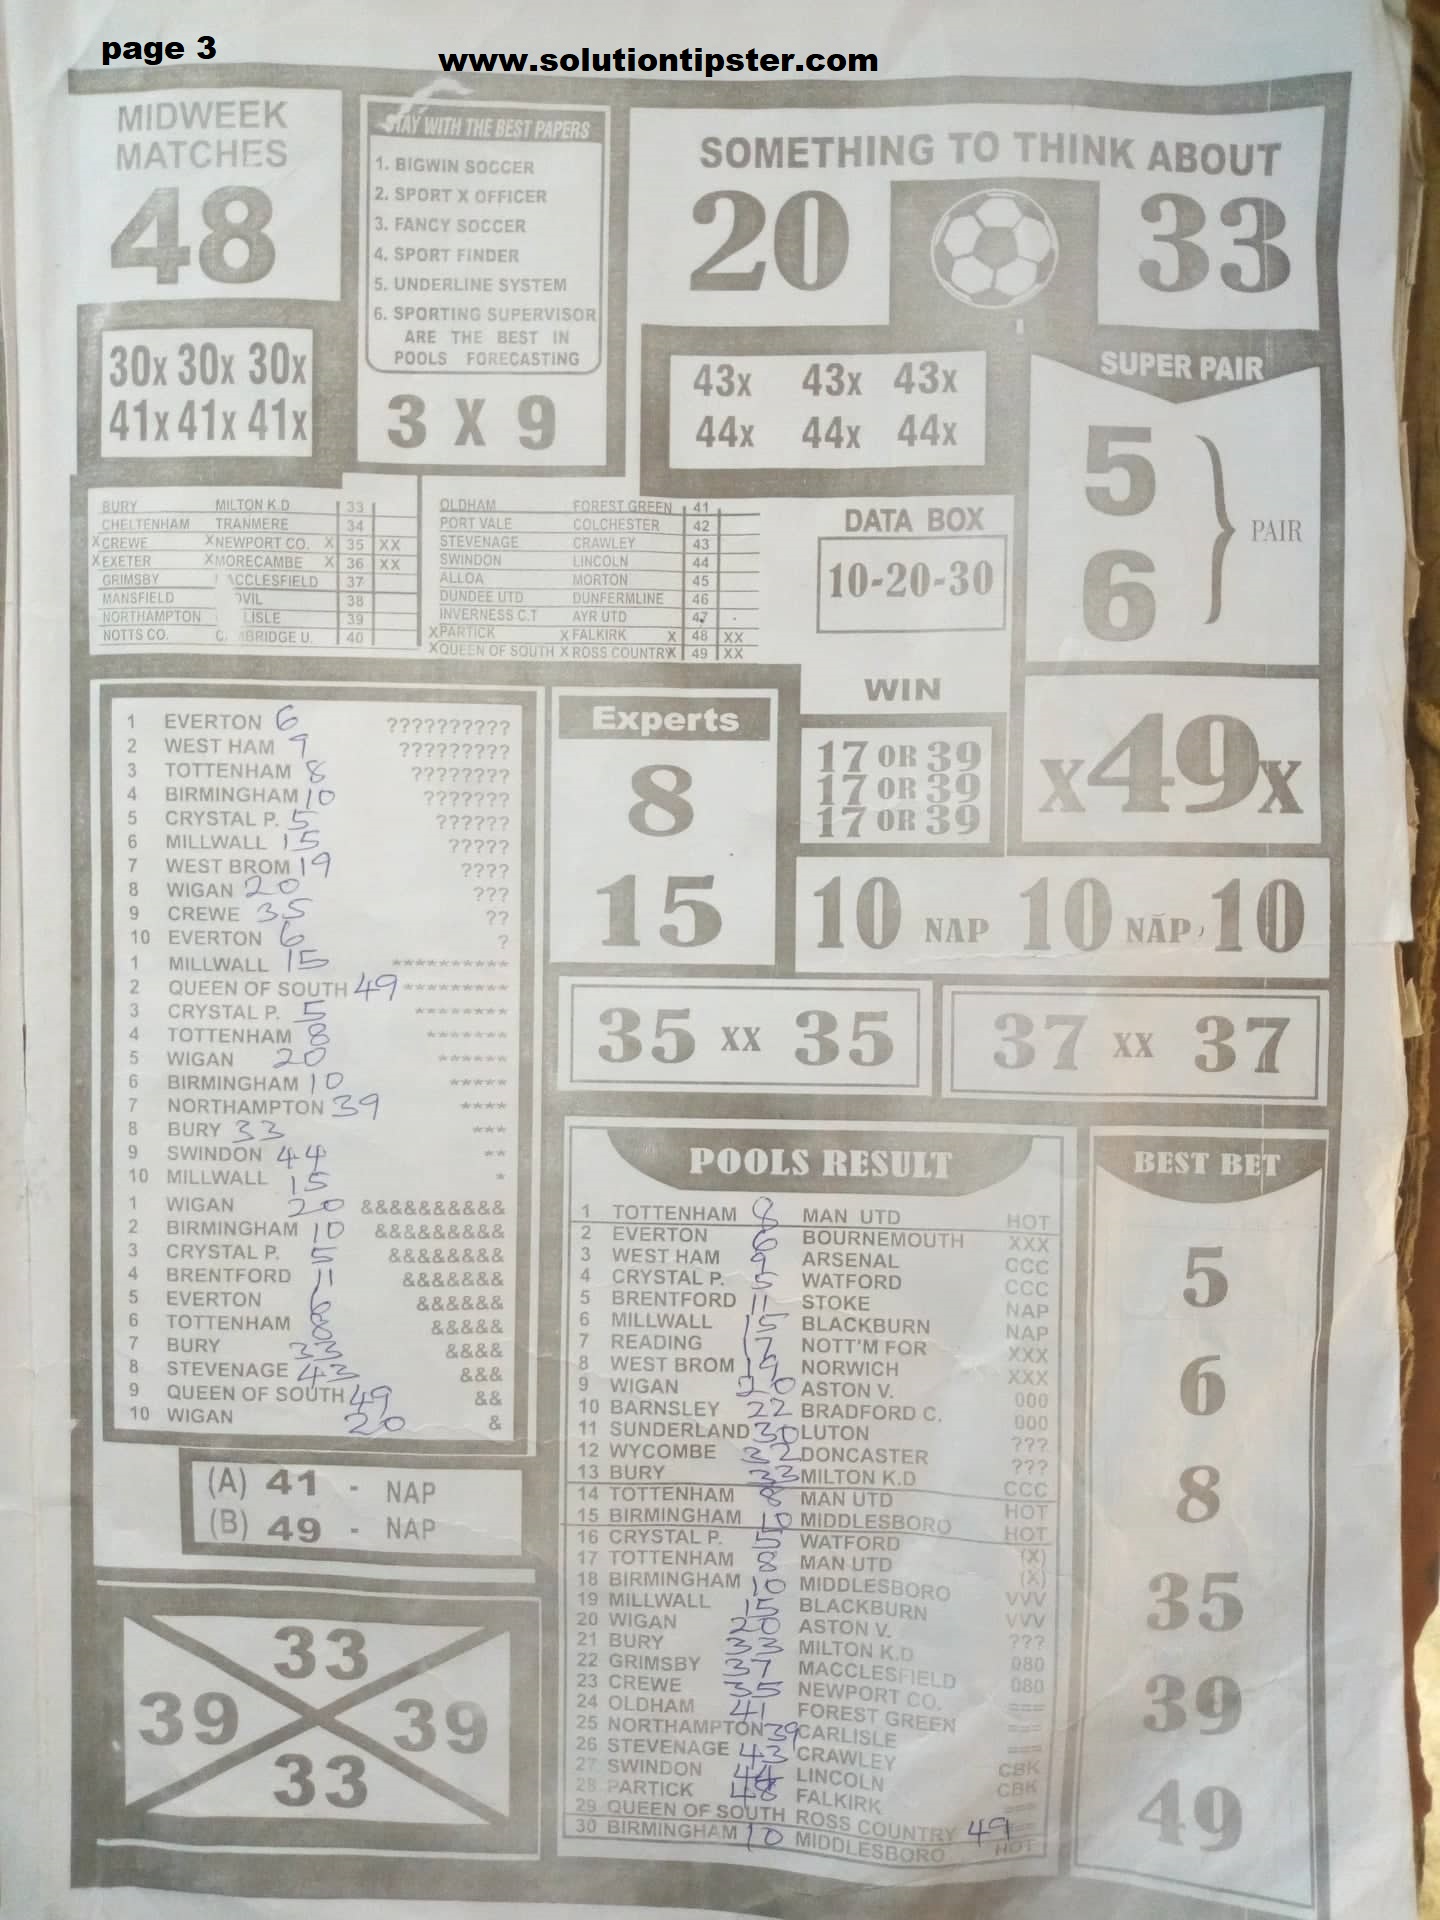 page 3
www.solutiontipster.com
MIDWEEK
MATCHES
48
STAY WITH THE BEST PAPERS
1. BIGWIN SOCCER
2. SPORT X OFFICER
3. FANCY SOCCER
4. SPORT FINDER
5. UNDERLINE SYSTEM
6. SPORTING SUPERVISOR
ARE THE BEST IN
POOLS FORECASTING
SOMETHING TO THINK ABOUT
20 33
30x 30x 30x
41x 41x 41x
3 X 9
43x 43x 43x
44x 44x 44x
SUPER PAIR
5
6
PAIR
BURY MILTON K.D 33
CHELTENHAM TRANMERE 34
X CREWE X NEWPORT CO. X 35 XX
X EXETER X MORECAMBE X 36 XX
GRIMSBY ACCLESFIELD 37
MANSFIELD OVIL 38
NORTHAMPTON LISLE 39
NOTTS CO. C. MBRIDGE U. 40
OLDHAM FOREST GREEN 41
PORT VALE COLCHESTER 42
STEVENAGE CRAWLEY 43
SWINDON LINCOLN 44
ALLOA MORTON 45
DUNDEE UTD DUNFERMLINE 46
INVERNESS C.T AYR UTD 47
X PARTICK X FALKIRK X 48 XX
X QUEEN OF SOUTH X ROSS COUNTRY X 49 XX
DATA BOX
10-20-30
WIN
17 OR 39
17 OR 39
17 OR 39
X49X
1 EVERTON 6 ??????????
2 WEST HAM 9 ?????????
3 TOTTENHAM 8 ????????
4 BIRMINGHAM 10 ???????
5 CRYSTAL P. 5 ??????
6 MILLWALL 15 ?????
7 WEST BROM 19 ????
8 WIGAN 20 ???
9 CREWE 35 ??
10 EVERTON 6 ?
1 MILLWALL 15 **********
2 QUEEN OF SOUTH 49 *********
3 CRYSTAL P. 5 ********
4 TOTTENHAM 8 *******
5 WIGAN 20 ******
6 BIRMINGHAM 10 *****
7 NORTHAMPTON 39 ****
8 BURY 33 ***
9 SWINDON 44 **
10 MILLWALL 15 *
1 WIGAN 20 &&&&&&&&&&
2 BIRMINGHAM 10 &&&&&&&&&
3 CRYSTAL P. 5 &&&&&&&&
4 BRENTFORD 11 &&&&&&&
5 EVERTON 6 &&&&&&
6 TOTTENHAM 8 &&&&&
7 BURY 33 &&&&
8 STEVENAGE 43 &&&
9 QUEEN OF SOUTH 49 &&
10 WIGAN 20 &
Experts
8
15
10 NAP 10 NAP 10
35 XX 35
37 XX 37
(A) 41 - NAP
(B) 49 - NAP
33
39 39
33
POOLS RESULT
1 TOTTENHAM 8 MAN UTD HOT
2 EVERTON 6 BOURNEMOUTH XXX
3 WEST HAM 9 ARSENAL CCC
4 CRYSTAL P. 5 WATFORD CCC
5 BRENTFORD 11 STOKE NAP
6 MILLWALL 15 BLACKBURN NAP
7 READING 17 NOTT'M FOR XXX
8 WEST BROM 19 NORWICH XXX
9 WIGAN 20 ASTON V. 000
10 BARNSLEY 22 BRADFORD C. 000
11 SUNDERLAND 30 LUTON ???
12 WYCOMBE 32 DONCASTER ???
13 BURY 33 MILTON K.D CCC
14 TOTTENHAM 8 MAN UTD HOT
15 BIRMINGHAM 10 MIDDLESBORO HOT
16 CRYSTAL P. 5 WATFORD (X)
17 TOTTENHAM 8 MAN UTD (X)
18 BIRMINGHAM 10 MIDDLESBORO VVV
19 MILLWALL 15 BLACKBURN VVV
20 WIGAN 20 ASTON V. ???
21 BURY 33 MILTON K.D 080
22 GRIMSBY 37 MACCLESFIELD 080
23 CREWE 35 NEWPORT CO. ===
24 OLDHAM 41 FOREST GREEN ===
25 NORTHAMPTON 39 CARLISLE ===
26 STEVENAGE 43 CRAWLEY CBK
27 SWINDON 44 LINCOLN CBK
28 PARTICK 48 FALKIRK ===
29 QUEEN OF SOUTH ROSS COUNTRY 49
30 BIRMINGHAM 10 MIDDLESBORO HOT
BEST BET
5
6
8
35
39
49